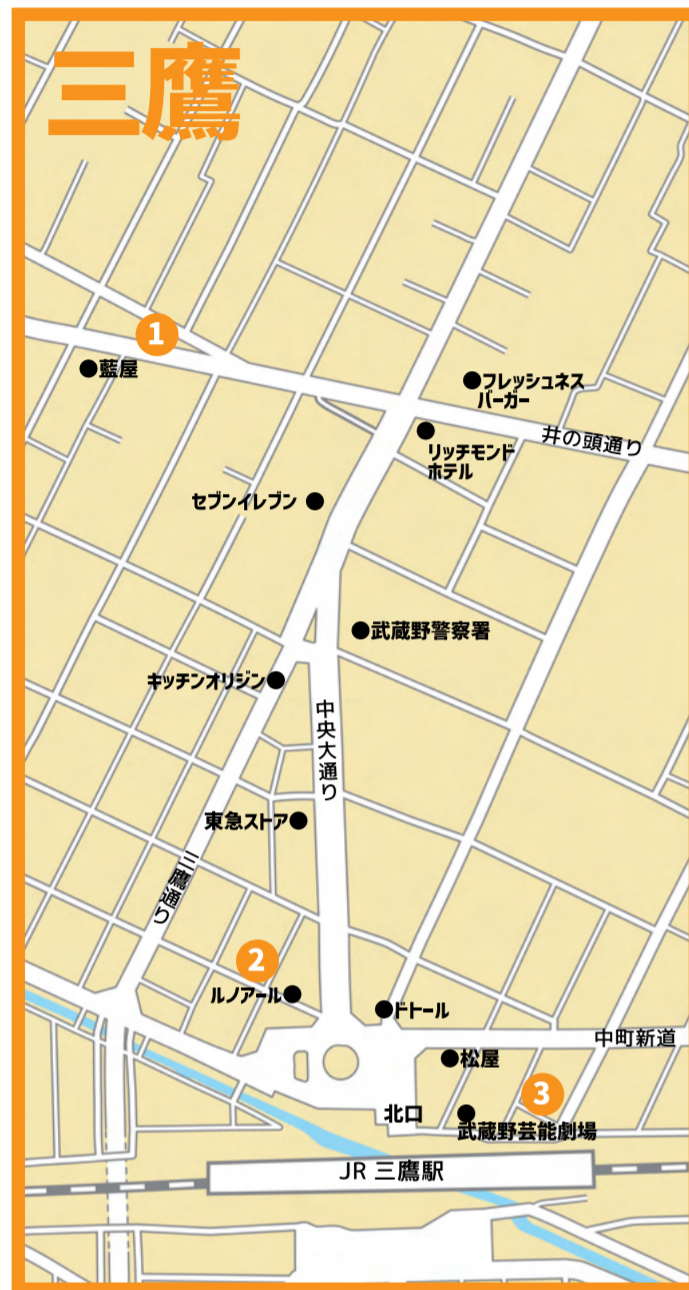 三鷹
1
藍屋
フレッシュネス
バーガー
井の頭通り
リッチモンド
ホテル
セブンイレブン
武蔵野警察署
キッチンオリジン
中央大通り
東急ストア
三鷹通り
2
ルノアール
ドトール
中町新道
松屋
3
北口
武蔵野芸能劇場
JR 三鷹駅